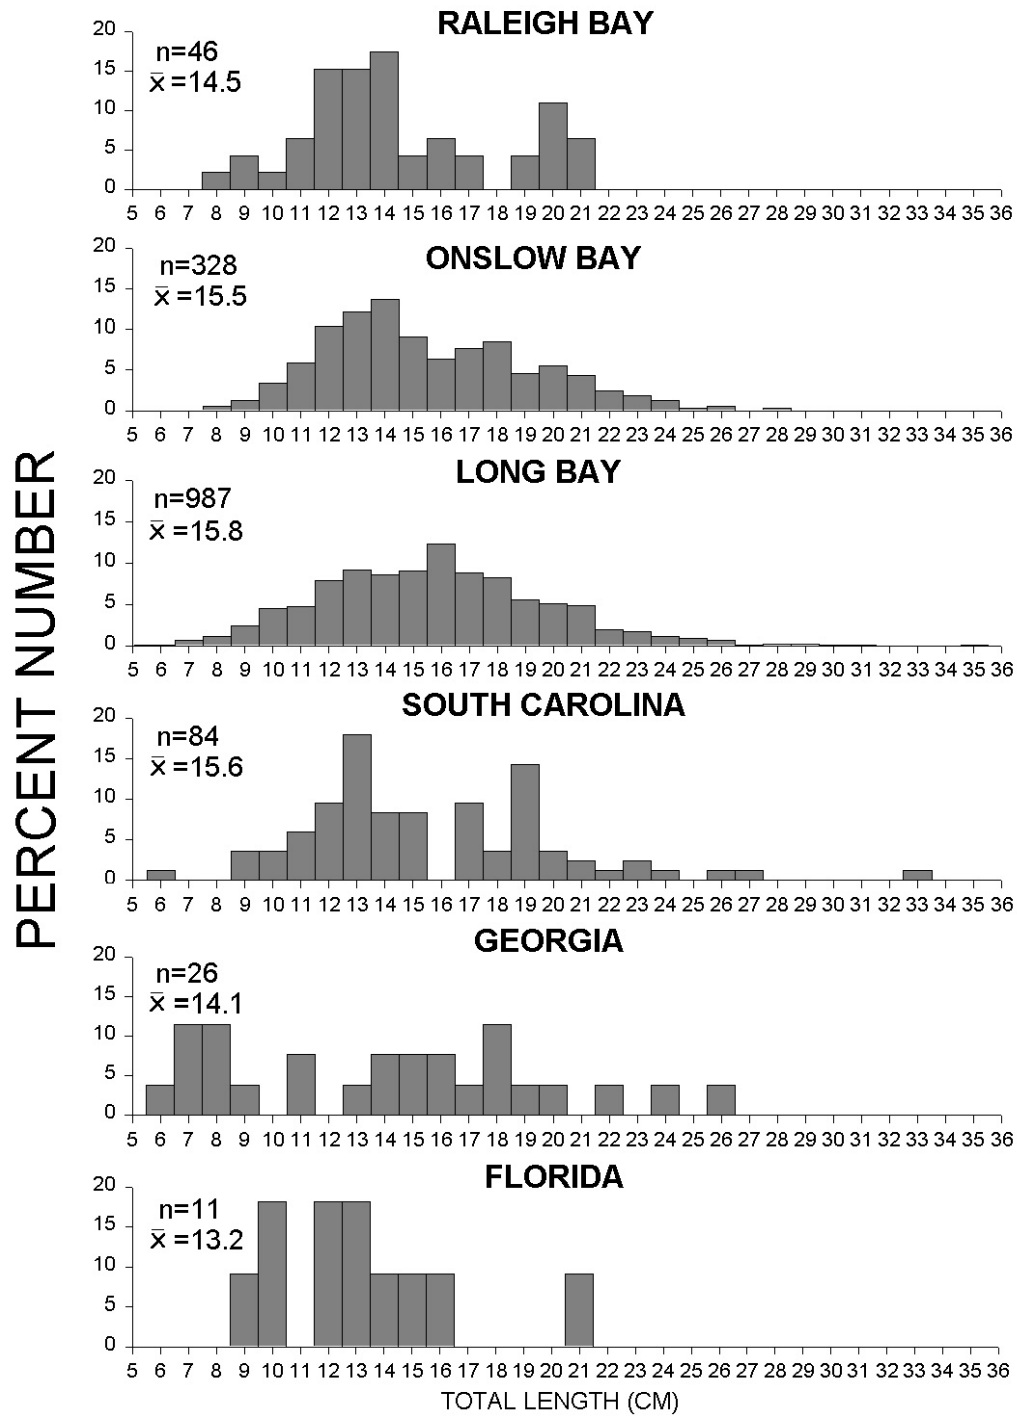 RALEIGH BAY
n=46
x̄=14.5
20
15
10
5
0
5 6 7 8 9 10 11 12 13 14 15 16 17 18 19 20 21 22 23 24 25 26 27 28 29 30 31 32 33 34 35 36
ONSLOW BAY
n=328
x̄=15.5
20
15
10
5
0
5 6 7 8 9 10 11 12 13 14 15 16 17 18 19 20 21 22 23 24 25 26 27 28 29 30 31 32 33 34 35 36
LONG BAY
n=987
x̄=15.8
20
15
10
5
0
5 6 7 8 9 10 11 12 13 14 15 16 17 18 19 20 21 22 23 24 25 26 27 28 29 30 31 32 33 34 35 36
SOUTH CAROLINA
n=84
x̄=15.6
20
15
10
5
0
5 6 7 8 9 10 11 12 13 14 15 16 17 18 19 20 21 22 23 24 25 26 27 28 29 30 31 32 33 34 35 36
GEORGIA
n=26
x̄=14.1
20
15
10
5
0
5 6 7 8 9 10 11 12 13 14 15 16 17 18 19 20 21 22 23 24 25 26 27 28 29 30 31 32 33 34 35 36
FLORIDA
n=11
x̄=13.2
20
15
10
5
0
5 6 7 8 9 10 11 12 13 14 15 16 17 18 19 20 21 22 23 24 25 26 27 28 29 30 31 32 33 34 35 36
TOTAL LENGTH (CM)
PERCENT NUMBER